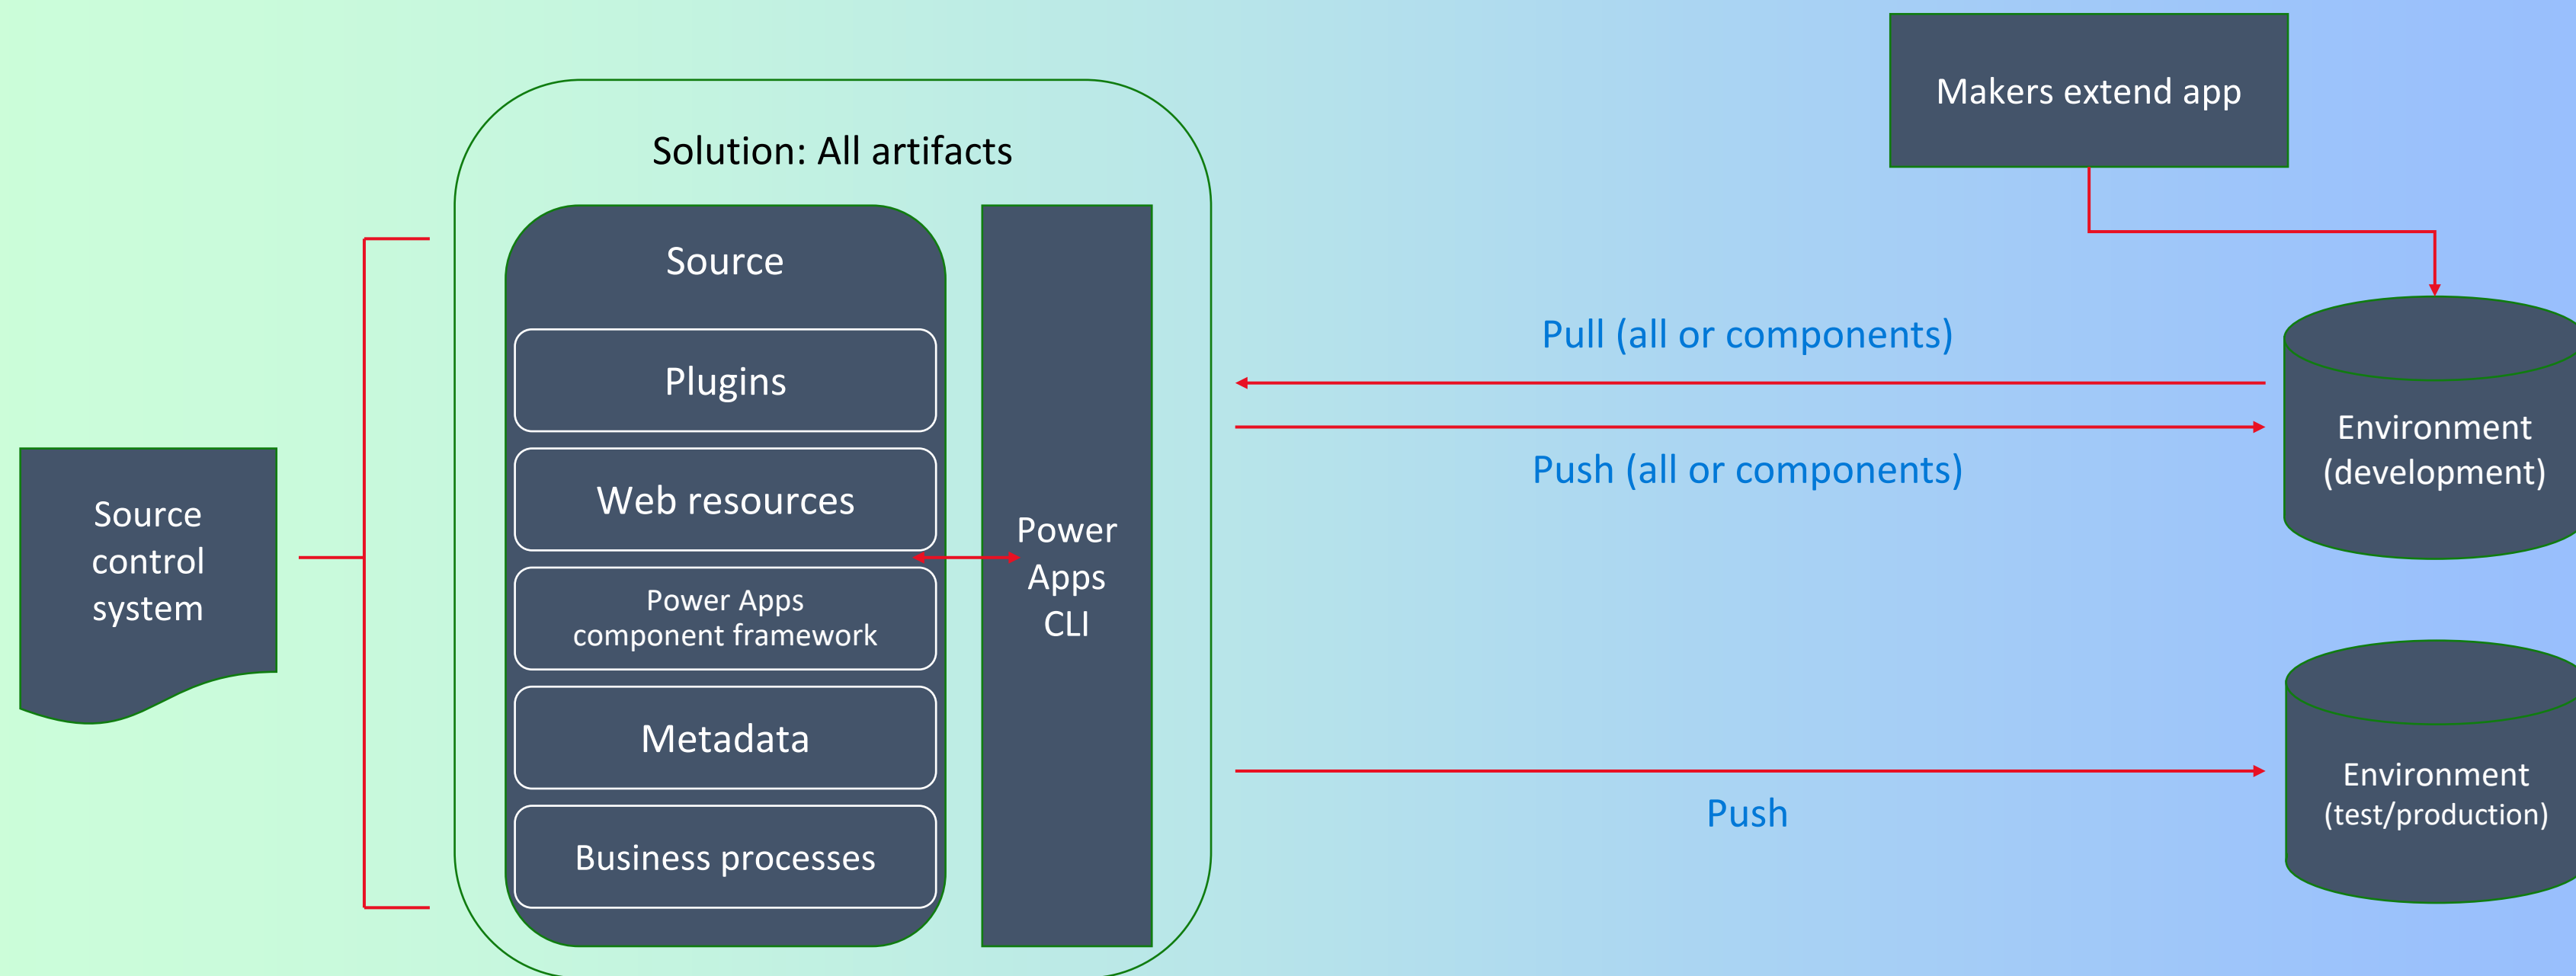 Makers extend app
Solution: All artifacts
Source
Plugins
Web resources
Power Apps
component framework
Metadata
Business processes
Power
Apps
CLI
Source
control
system
Pull (all or components)
Push (all or components)
Environment
(development)
Push
Environment
(test/production)